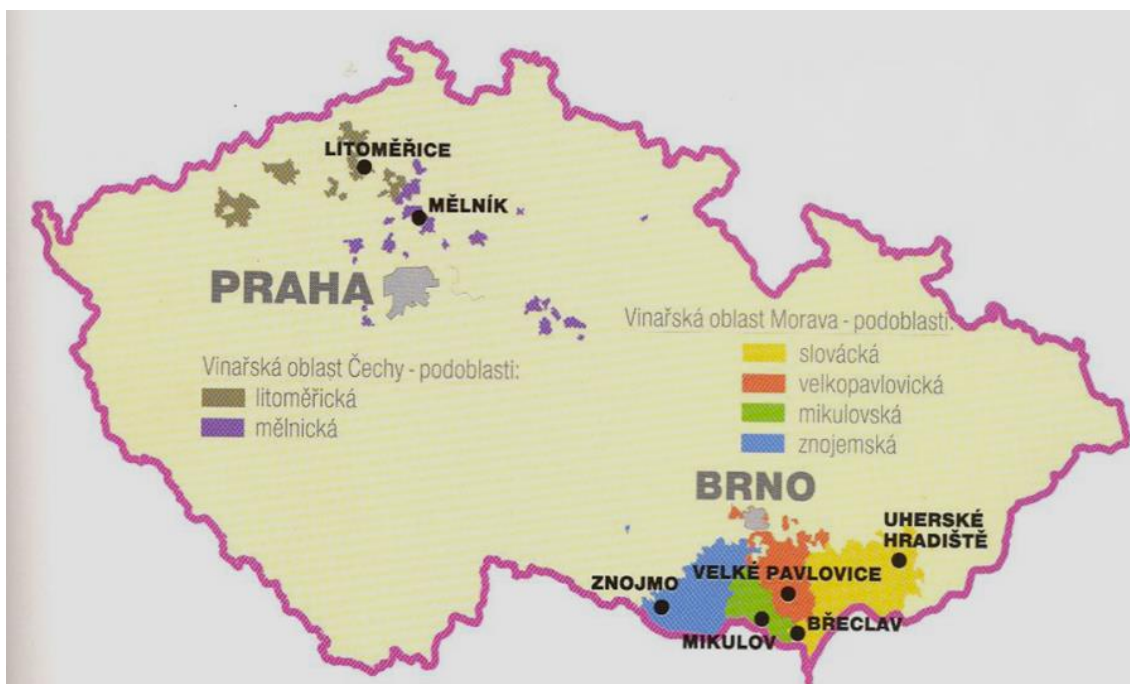 LITOMĚŘICE
MĚLNÍK
PRAHA
Vinařská oblast Čechy - podoblasti:
litoměřická
mělnická
Vinařská oblast Morava - podoblasti:
slovácká
velkopavlovická
mikulovská
znojemská
BRNO
UHERSKÉ
HRADIŠTĚ
VELKÉ PAVLOVICE
ZNOJMO
BŘECLAV
MIKULOV